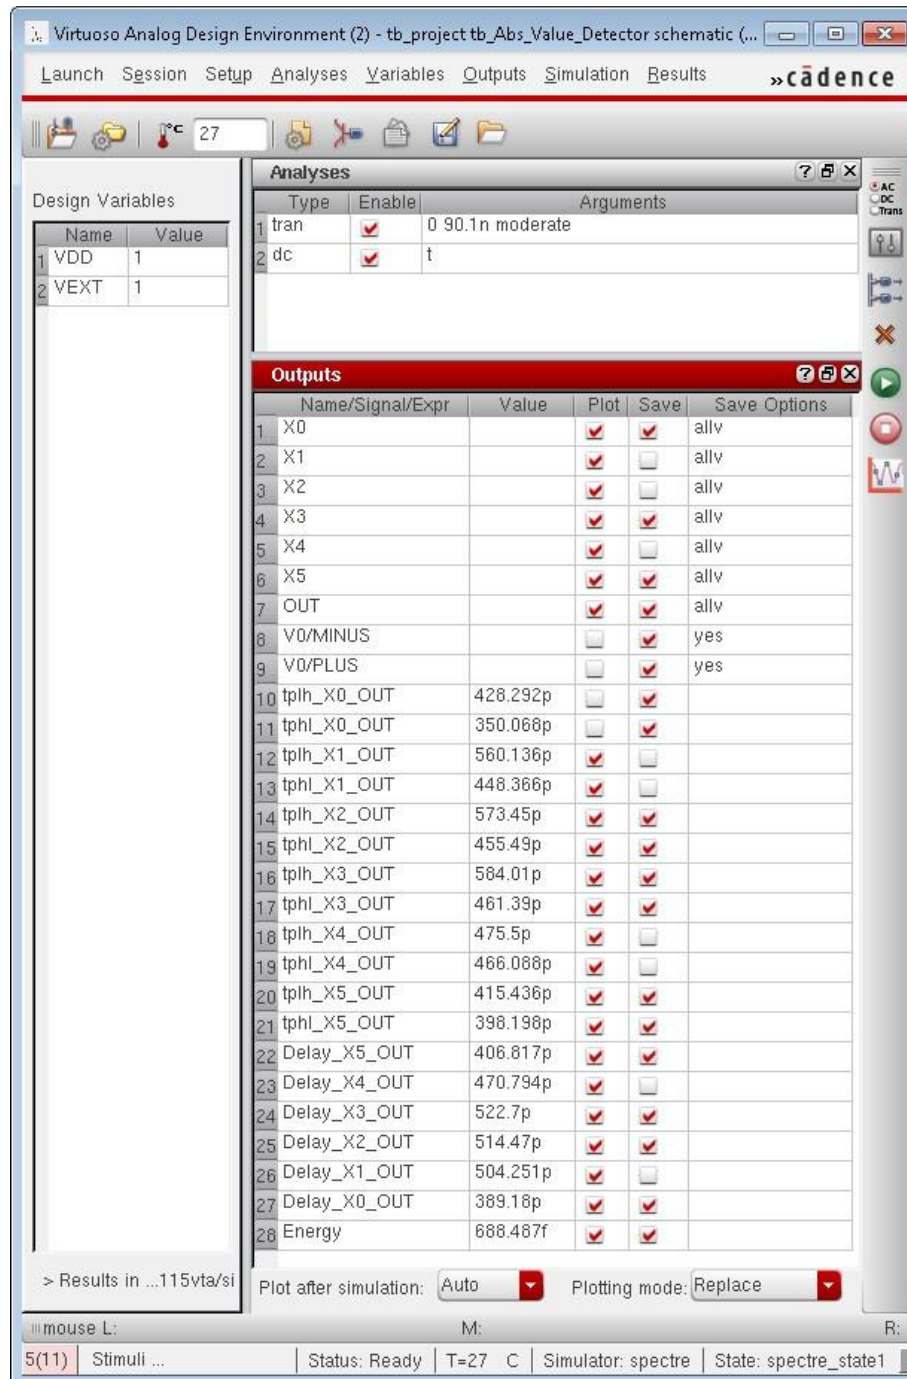 Virtuoso Analog Design Environment (2) - tb_project tb_Abs_Value_Detector schematic (...
Launch Session Setup Analyses Variables Outputs Simulation Results cādence
°C 27
Design Variables
Name Value
1 VDD 1
2 VEXT 1
Analyses
Type Enable Arguments
1 tran 0 90.1n moderate
2 dc t
AC
DC
Trans
Outputs
Name/Signal/Expr Value Plot Save Save Options
1 X0 allv
2 X1 allv
3 X2 allv
4 X3 allv
5 X4 allv
6 X5 allv
7 OUT allv
8 V0/MINUS yes
9 V0/PLUS yes
10 tplh_X0_OUT 428.292p
11 tphl_X0_OUT 350.068p
12 tplh_X1_OUT 560.136p
13 tphl_X1_OUT 448.366p
14 tplh_X2_OUT 573.45p
15 tphl_X2_OUT 455.49p
16 tplh_X3_OUT 584.01p
17 tphl_X3_OUT 461.39p
18 tplh_X4_OUT 475.5p
19 tphl_X4_OUT 466.088p
20 tplh_X5_OUT 415.436p
21 tphl_X5_OUT 398.198p
22 Delay_X5_OUT 406.817p
23 Delay_X4_OUT 470.794p
24 Delay_X3_OUT 522.7p
25 Delay_X2_OUT 514.47p
26 Delay_X1_OUT 504.251p
27 Delay_X0_OUT 389.18p
28 Energy 688.487f
> Results in ...115vta/si
Plot after simulation: Auto Plotting mode: Replace
mouse L: M: R:
5(11) Stimuli ... Status: Ready T=27 C Simulator: spectre State: spectre_state1